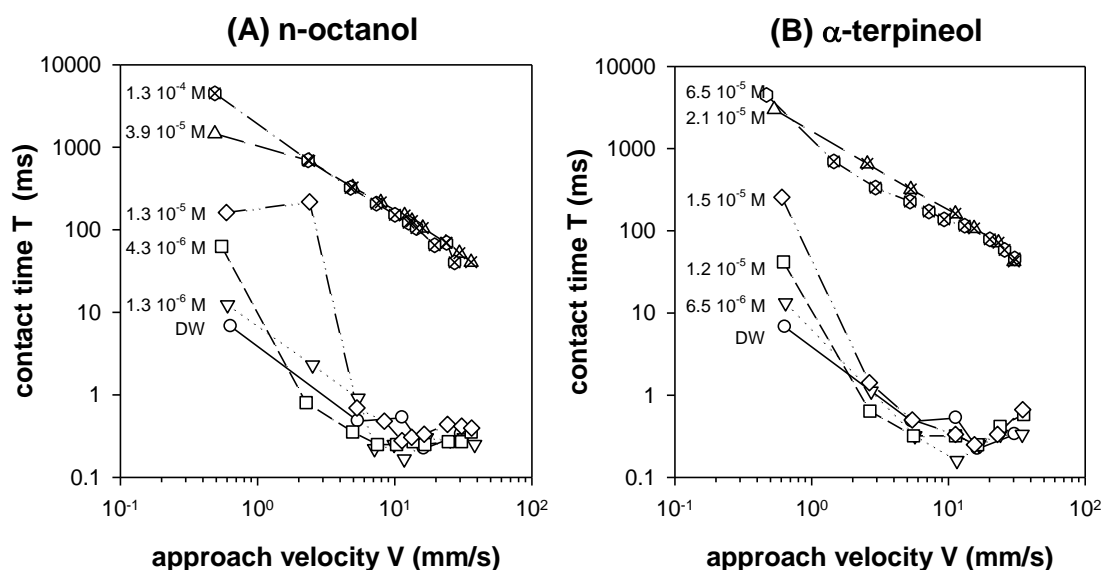 (A) n-octanol
contact time T (ms)
10000
1000
100
10
1
0.1
1.3 10⁻⁴ M
3.9 10⁻⁵ M
1.3 10⁻⁵ M
4.3 10⁻⁶ M
1.3 10⁻⁶ M
DW
10⁻¹
10⁰
10¹
10²
approach velocity V (mm/s)
(B) α-terpineol
contact time T (ms)
10000
1000
100
10
1
0.1
6.5 10⁻⁵ M
2.1 10⁻⁵ M
1.5 10⁻⁵ M
1.2 10⁻⁵ M
6.5 10⁻⁶ M
DW
10⁻¹
10⁰
10¹
10²
approach velocity V (mm/s)